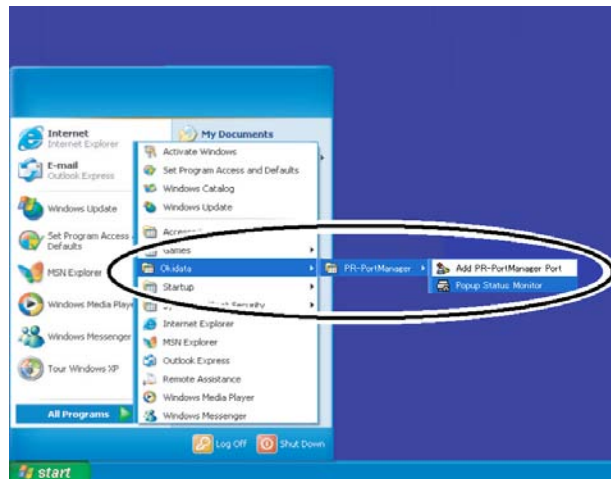 Internet
Internet Explorer
E-mail
Outlook Express
Windows Update
Set Program Access
Defaults
MSN Explorer
Windows Media Play
Windows Messenger
Tour Windows XP
All Programs
My Documents
Activate Windows
Set Program Access and Defaults
Windows Catalog
Windows Update
Games
Okidata
Startup
Internet Explorer
MSN Explorer
Outlook Express
Remote Assistance
Windows Media Player
Windows Messenger
PR-PortManager
Add PR-PortManager Port
Popup Status Monitor
Log Off
Shut Down
start